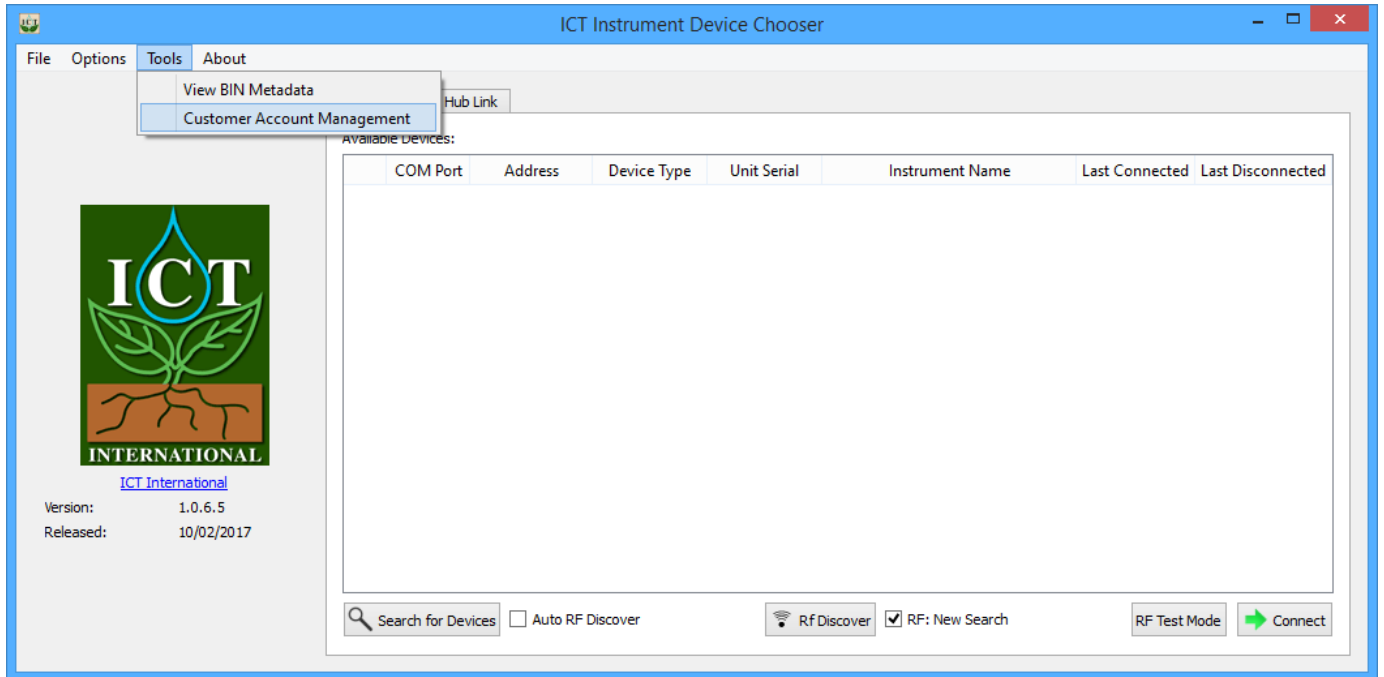 ICT Instrument Device Chooser
File Options Tools About
View BIN Metadata
Customer Account Management
Hub Link
Available Devices:
COM Port Address Device Type Unit Serial Instrument Name Last Connected Last Disconnected
ICT
INTERNATIONAL
ICT International
Version: 1.0.6.5
Released: 10/02/2017
Search for Devices Auto RF Discover Rf Discover RF: New Search RF Test Mode Connect